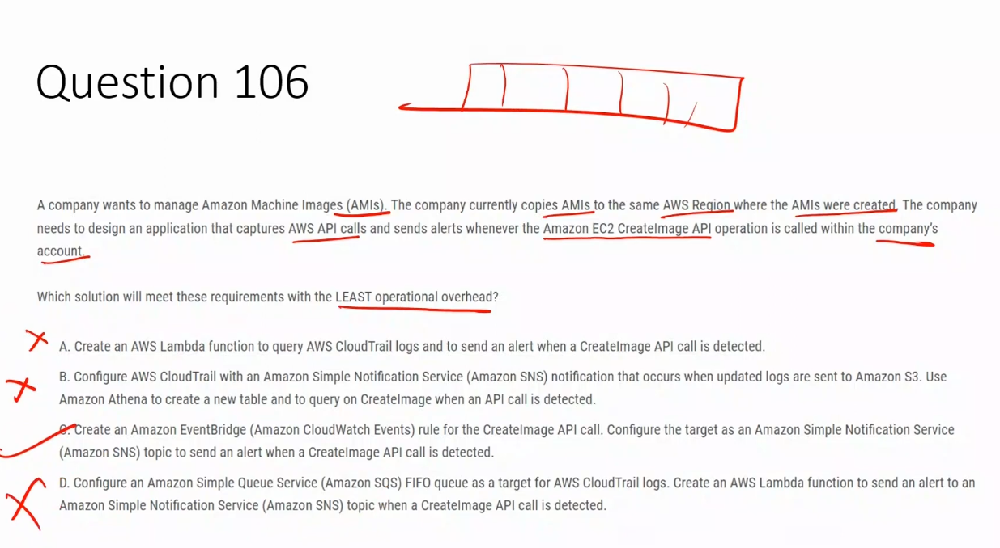 Question 106
A company wants to manage Amazon Machine Images (AMIs). The company currently copies AMIs to the same AWS Region where the AMIs were created. The company
needs to design an application that captures AWS API calls and sends alerts whenever the Amazon EC2 CreateImage API operation is called within the company's
account.
Which solution will meet these requirements with the LEAST operational overhead?
A. Create an AWS Lambda function to query AWS CloudTrail logs and to send an alert when a CreateImage API call is detected.
B. Configure AWS CloudTrail with an Amazon Simple Notification Service (Amazon SNS) notification that occurs when updated logs are sent to Amazon S3. Use
Amazon Athena to create a new table and to query on CreateImage when an API call is detected.
C. Create an Amazon EventBridge (Amazon CloudWatch Events) rule for the CreateImage API call. Configure the target as an Amazon Simple Notification Service
(Amazon SNS) topic to send an alert when a CreateImage API call is detected.
D. Configure an Amazon Simple Queue Service (Amazon SQS) FIFO queue as a target for AWS CloudTrail logs. Create an AWS Lambda function to send an alert to an
Amazon Simple Notification Service (Amazon SNS) topic when a CreateImage API call is detected.